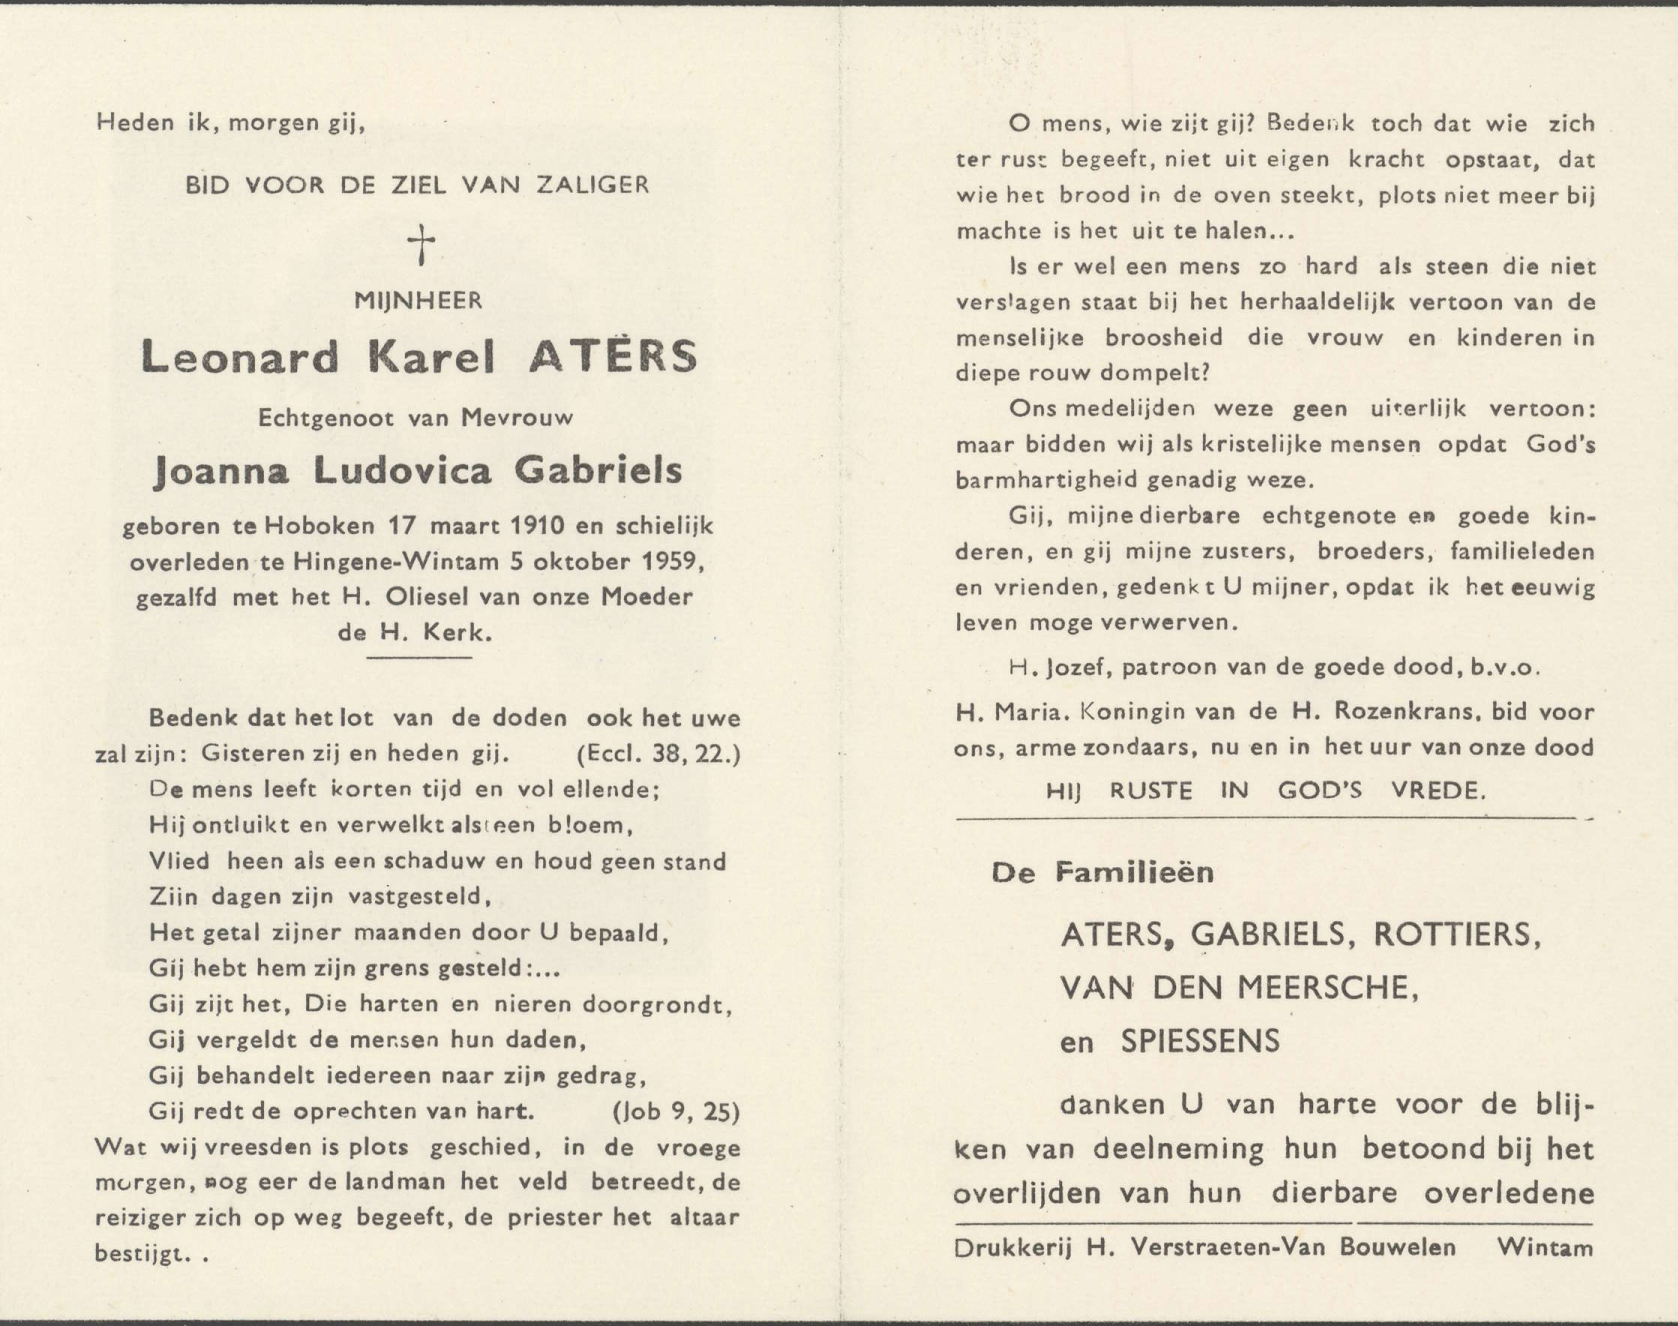 Heden ik, morgen gij,
BID VOOR DE ZIEL VAN ZALIGER
MIJNHEER
Leonard Karel ATËRS
Echtgenoot van Mevrouw
Joanna Ludovica Gabriels
geboren te Hoboken 17 maart 1910 en schielijk
overleden te Hingene-Wintam 5 oktober 1959,
gezalfd met het H. Oliesel van onze Moeder
de H. Kerk.
Bedenk dat het lot van de doden ook het uwe
zal zijn: Gisteren zij en heden gij. (Eccl. 38, 22.)
De mens leeft korten tijd en vol ellende;
Hij ontluikt en verwelkt als een bloem,
Vlied heen als een schaduw en houd geen stand
Zijn dagen zijn vastgesteld,
Het getal zijner maanden door U bepaald,
Gij hebt hem zijn grens gesteld:...
Gij zijt het, Die harten en nieren doorgrondt,
Gij vergeldt de mensen hun daden,
Gij behandelt iedereen naar zijn gedrag,
Gij redt de oprechten van hart. (Job 9, 25)
Wat wij vreesden is plots geschied, in de vroege
morgen, nog eer de landman het veld betreedt, de
reiziger zich op weg begeeft, de priester het altaar
bestijgt. .
O mens, wie zijt gij? Bedenk toch dat wie zich
ter rust begeeft, niet uit eigen kracht opstaat, dat
wie het brood in de oven steekt, plots niet meer bij
machte is het uit te halen...
Is er wel een mens zo hard als steen die niet
verslagen staat bij het herhaaldelijk vertoon van de
menselijke broosheid die vrouw en kinderen in
diepe rouw dompelt?
Ons medelijden weze geen uiterlijk vertoon:
maar bidden wij als kristelijke mensen opdat God's
barmhartigheid genadig weze.
Gij, mijne dierbare echtgenote en goede kin-
deren, en gij mijne zusters, broeders, familieleden
en vrienden, gedenkt U mijner, opdat ik het eeuwig
leven moge verwerven.
H. Jozef, patroon van de goede dood, b.v.o.
H. Maria. Koningin van de H. Rozenkrans, bid voor
ons, arme zondaars, nu en in het uur van onze dood
HIJ RUSTE IN GOD'S VREDE.
De Familieën
ATERS, GABRIELS, ROTTIERS,
VAN DEN MEERSCHE,
en SPIESSENS
danken U van harte voor de blij-
ken van deelneming hun betoond bij het
overlijden van hun dierbare overledene
Drukkerij H. Verstraeten-Van Bouwelen Wintam